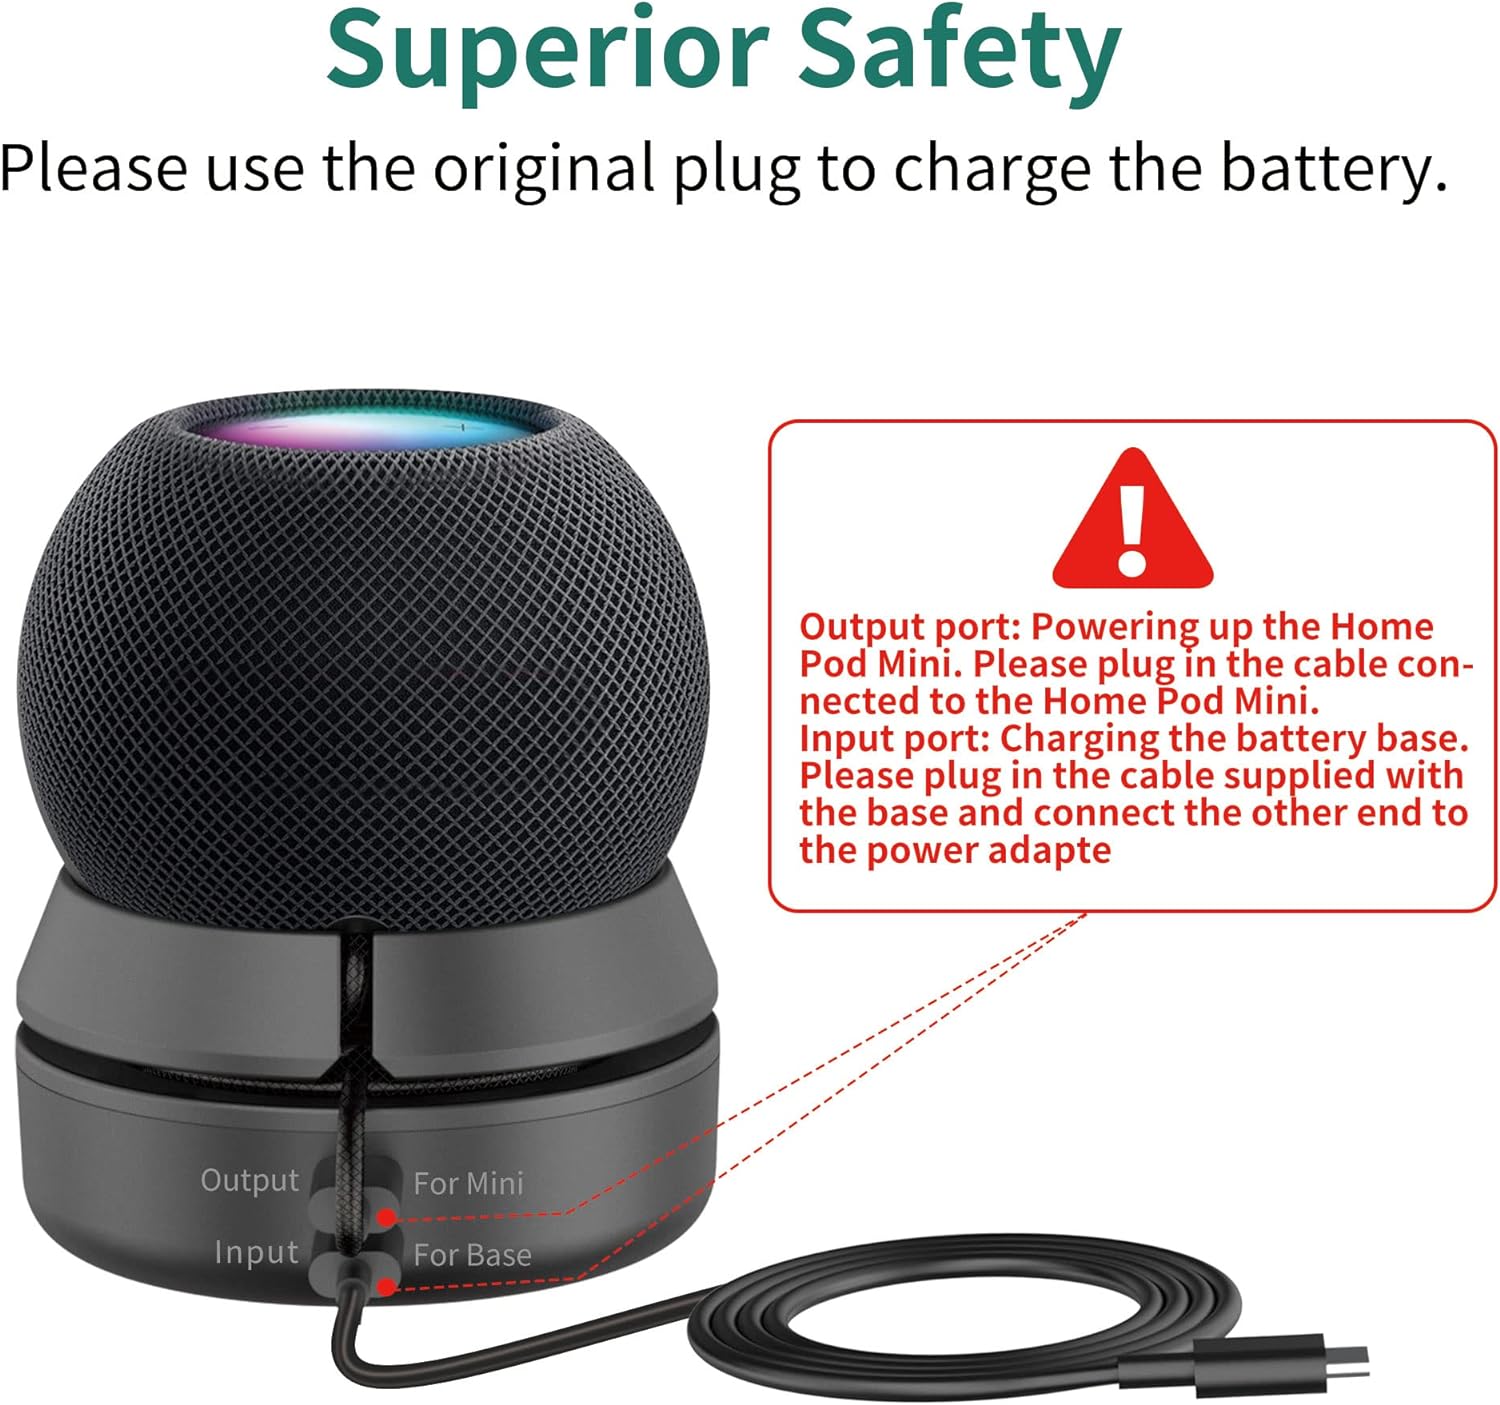 Superior Safety
Please use the original plug to charge the battery.
Output port: Powering up the Home
Pod Mini. Please plug in the cable con-
nected to the Home Pod Mini.
Input port: Charging the battery base.
Please plug in the cable supplied with
the base and connect the other end to
the power adapte
Output For Mini
Input For Base